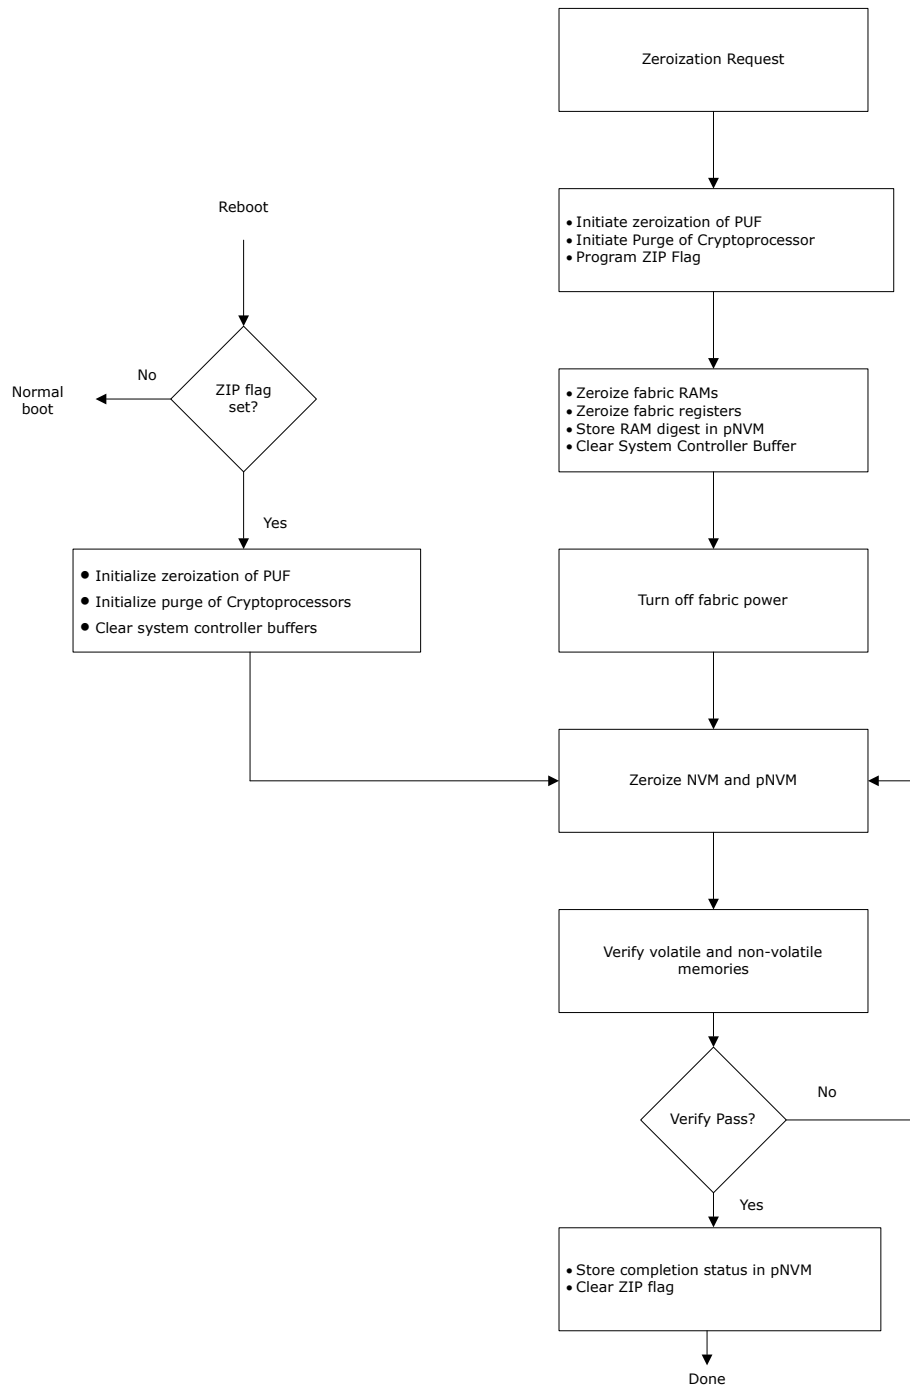 Zeroization Request
Reboot
• Initiate zeroization of PUF
• Initiate Purge of Cryptoprocessor
• Program ZIP Flag
No
ZIP flag
set?
Normal
boot
• Zeroize fabric RAMs
• Zeroize fabric registers
• Store RAM digest in pNVM
• Clear System Controller Buffer
Yes
• Initialize zeroization of PUF
• Initialize purge of Cryptoprocessors
• Clear system controller buffers
Turn off fabric power
Zeroize NVM and pNVM
Verify volatile and non-volatile
memories
No
Verify Pass?
Yes
• Store completion status in pNVM
• Clear ZIP flag
Done